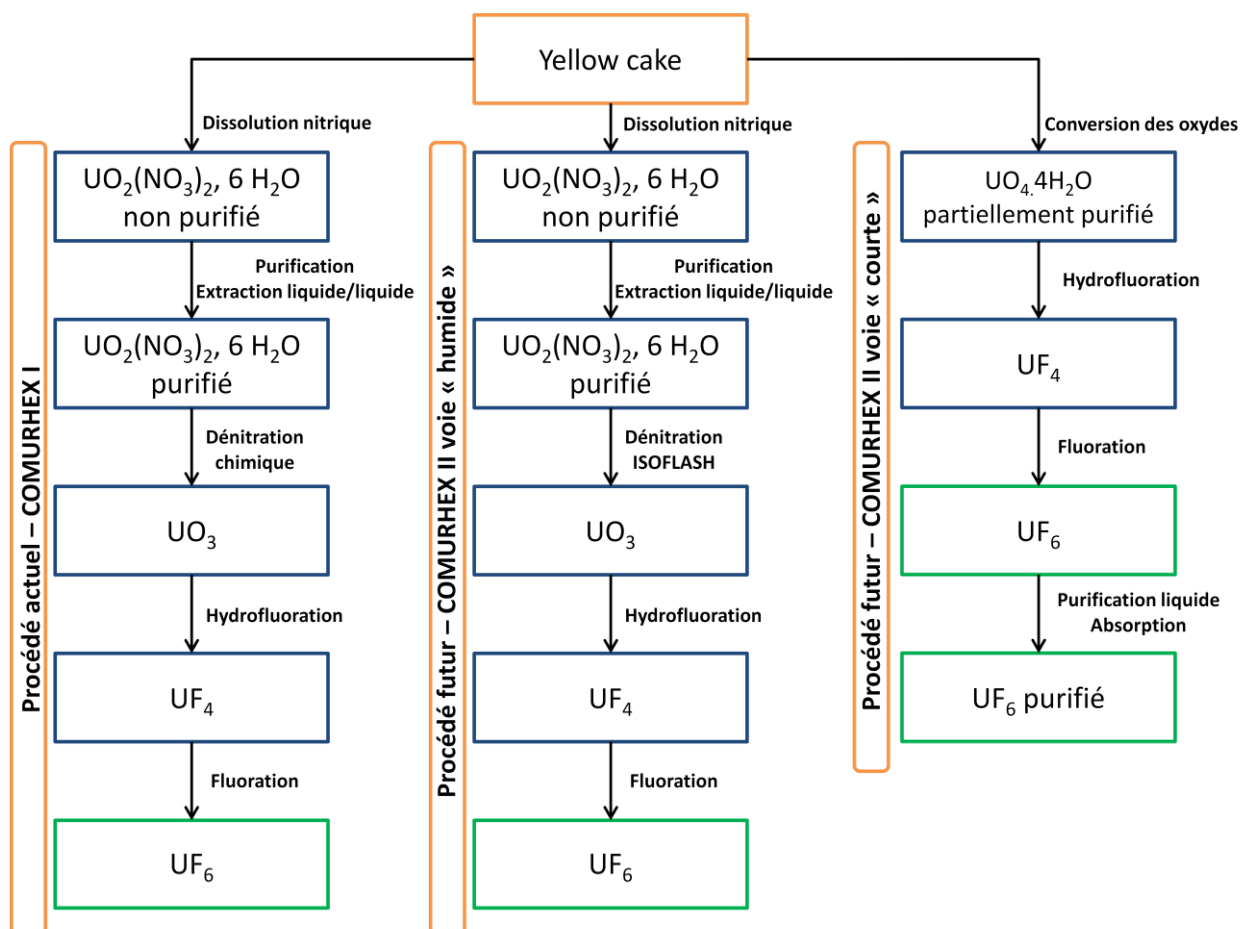 Yellow cake
Procédé actuel – COMURHEX I
Dissolution nitrique
UO₂(NO₃)₂, 6 H₂O
non purifié
Purification
Extraction liquide/liquide
UO₂(NO₃)₂, 6 H₂O
purifié
Dénitration
chimique
UO₃
Hydrofluoration
UF₄
Fluoration
UF₆
Procédé futur – COMURHEX II voie « humide »
Dissolution nitrique
UO₂(NO₃)₂, 6 H₂O
non purifié
Purification
Extraction liquide/liquide
UO₂(NO₃)₂, 6 H₂O
purifié
Dénitration
ISOFLASH
UO₃
Hydrofluoration
UF₄
Fluoration
UF₆
Procédé futur – COMURHEX II voie « courte »
Conversion des oxydes
UO₄.4H₂O
partiellement purifié
Hydrofluoration
UF₄
Fluoration
UF₆
Purification liquide
Absorption
UF₆ purifié